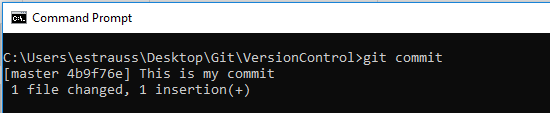 Command Prompt
C:\Users\estrauss\Desktop\Git\VersionControl>git commit
[master 4b9f76e] This is my commit
 1 file changed, 1 insertion(+)